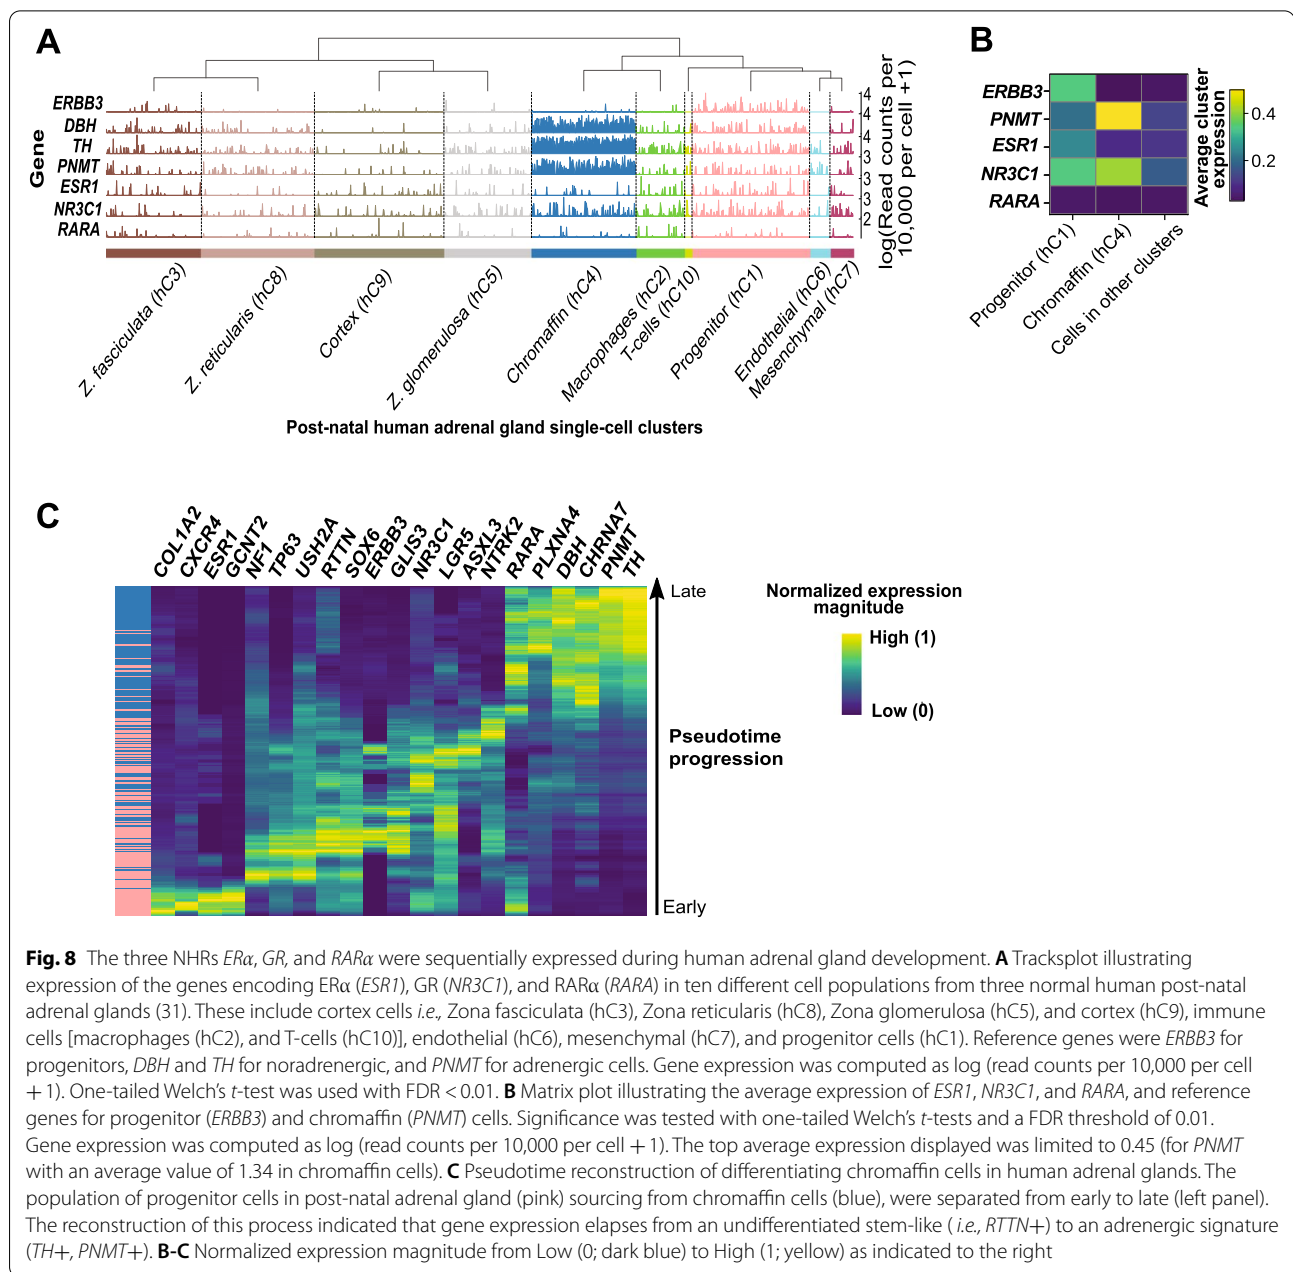 A
B
ERBB3
DBH
TH
PNMT
ESR1
NR3C1
RARA
Gene
4
4
4
3
3
3
2
log(Read counts per
10,000 per cell +1)
Z. fasciculata (hC3)
Z. reticularis (hC8)
Cortex (hC9)
Z. glomerulosa (hC5)
Chromaffin (hC4)
Macrophages (hC2)
T-cells (hC10)
Progenitor (hC1)
Endothelial (hC6)
Mesenchymal (hC7)
Post-natal human adrenal gland single-cell clusters
ERBB3
PNMT
ESR1
NR3C1
RARA
Progenitor (hC1)
Chromaffin (hC4)
Cells in other clusters
0.4
0.2
Average cluster
expression
C
COL1A2
CXCR4
ESR1
GCNT2
NF1
TP63
USH2A
RTTN
SOX6
ERBB3
GLIS3
NR3C1
LGR5
ASXL3
NTRK2
RARA
PLXNA4
DBH
CHRNA7
PNMT
TH
Late
Pseudotime
progression
Early
Normalized expression
magnitude
High (1)
Low (0)
Fig. 8 The three NHRs ERα, GR, and RARα were sequentially expressed during human adrenal gland development. A Tracksplot illustrating
expression of the genes encoding ERα (ESR1), GR (NR3C1), and RARα (RARA) in ten different cell populations from three normal human post-natal
adrenal glands (31). These include cortex cells i.e., Zona fasciculata (hC3), Zona reticularis (hC8), Zona glomerulosa (hC5), and cortex (hC9), immune
cells [macrophages (hC2), and T-cells (hC10)], endothelial (hC6), mesenchymal (hC7), and progenitor cells (hC1). Reference genes were ERBB3 for
progenitors, DBH and TH for noradrenergic, and PNMT for adrenergic cells. Gene expression was computed as log (read counts per 10,000 per cell
+ 1). One-tailed Welch's t-test was used with FDR < 0.01. B Matrix plot illustrating the average expression of ESR1, NR3C1, and RARA, and reference
genes for progenitor (ERBB3) and chromaffin (PNMT) cells. Significance was tested with one-tailed Welch's t-tests and a FDR threshold of 0.01.
Gene expression was computed as log (read counts per 10,000 per cell + 1). The top average expression displayed was limited to 0.45 (for PNMT
with an average value of 1.34 in chromaffin cells). C Pseudotime reconstruction of differentiating chromaffin cells in human adrenal glands. The
population of progenitor cells in post-natal adrenal gland (pink) sourcing from chromaffin cells (blue), were separated from early to late (left panel).
The reconstruction of this process indicated that gene expression elapses from an undifferentiated stem-like ( i.e., RTTN+) to an adrenergic signature
(TH+, PNMT+). B-C Normalized expression magnitude from Low (0; dark blue) to High (1; yellow) as indicated to the right